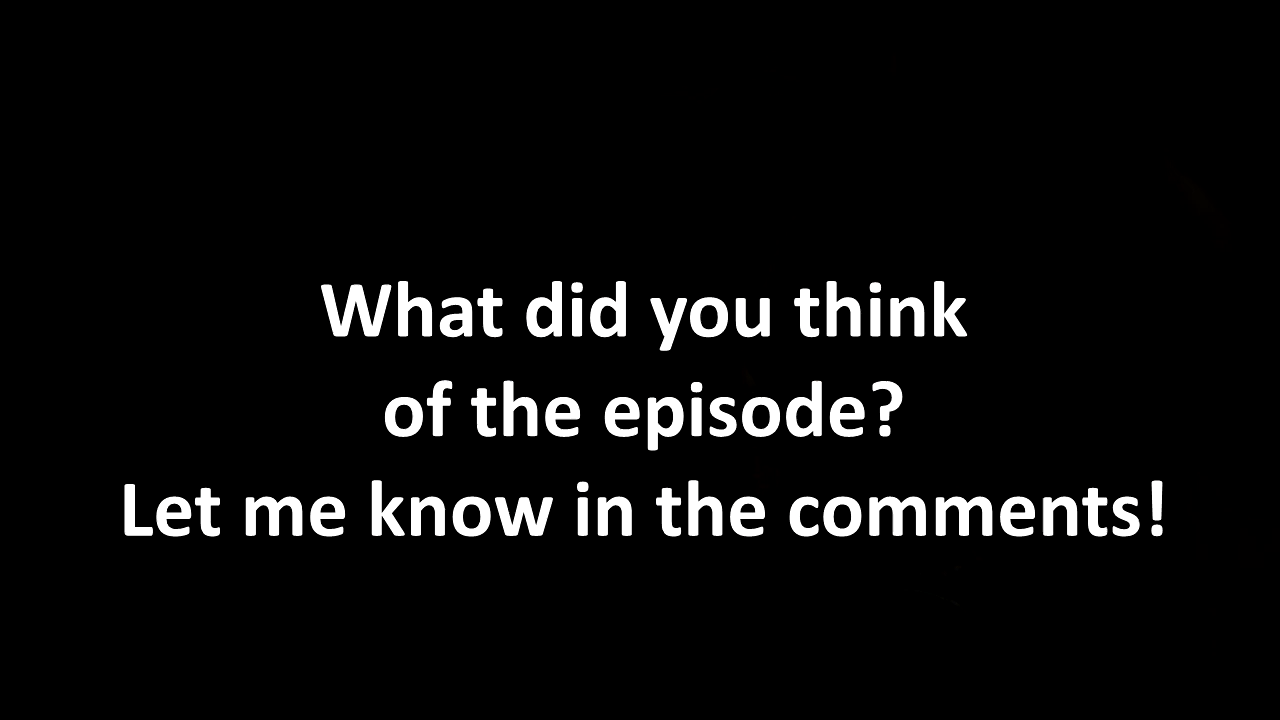 What did you think
of the episode?
Let me know in the comments!